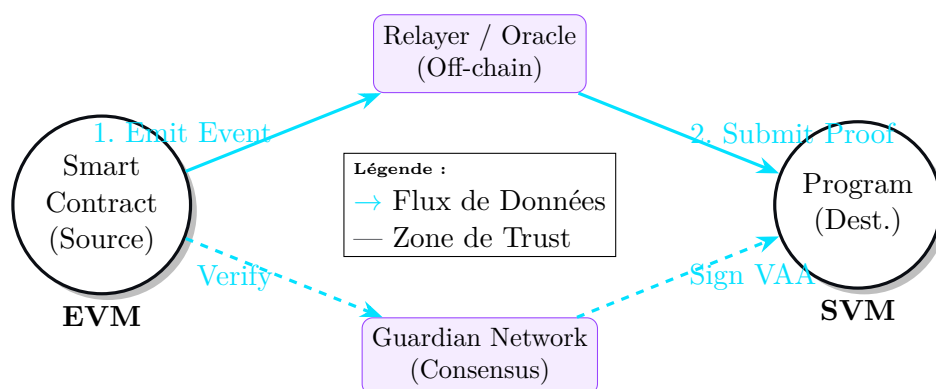 Relayer / Oracle
(Off-chain)
1. Emit Event
2. Submit Proof
Smart
Contract
(Source)
EVM
Légende :
→ Flux de Données
— Zone de Trust
Program
(Dest.)
SVM
Verify
Sign VAA
Guardian Network
(Consensus)